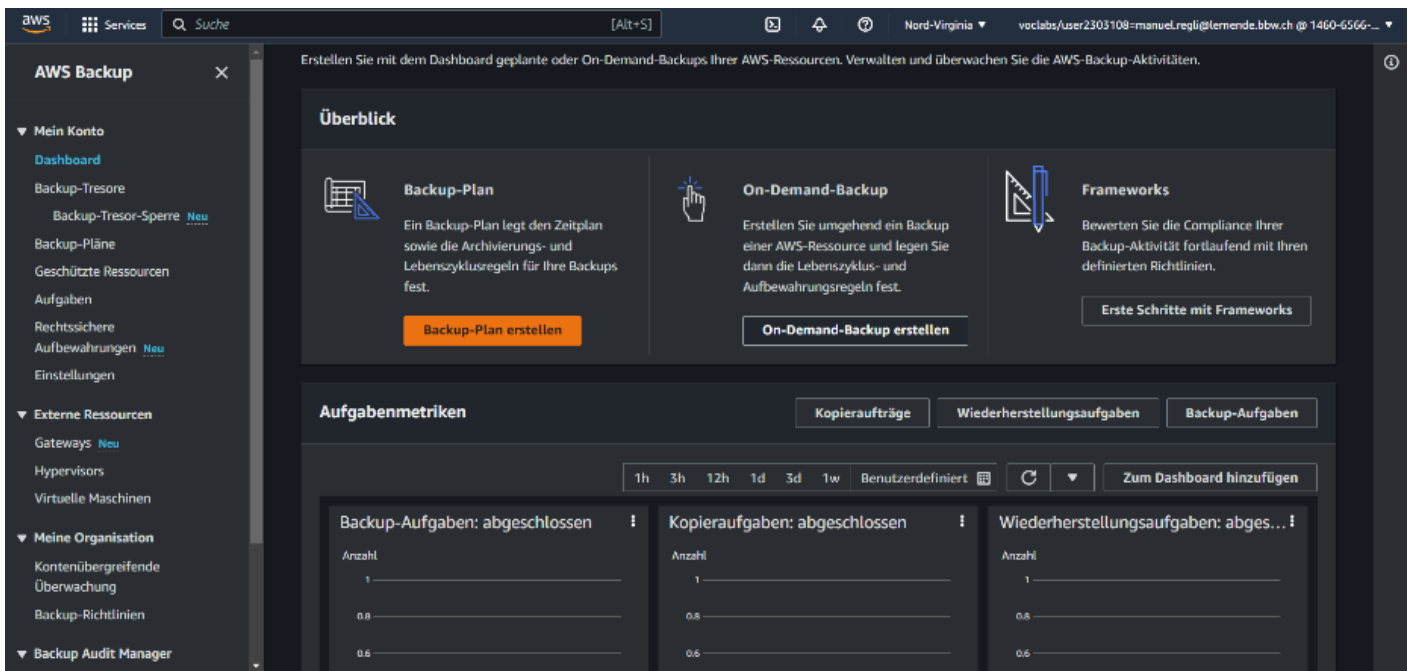 aws
Services
Suche
[Alt+S]
Nord-Virginia
voclabs/user2303108=manuel.regli@lernende.bbw.ch @ 1460-6566-...
AWS Backup
Mein Konto
Dashboard
Backup-Tresore
Backup-Tresor-Sperre Neu
Backup-Pläne
Geschützte Ressourcen
Aufgaben
Rechtssichere
Aufbewahrungen Neu
Einstellungen
Externe Ressourcen
Gateways Neu
Hypervisors
Virtuelle Maschinen
Meine Organisation
Kontenübergreifende
Überwachung
Backup-Richtlinien
Backup Audit Manager
Erstellen Sie mit dem Dashboard geplante oder On-Demand-Backups Ihrer AWS-Ressourcen. Verwalten und überwachen Sie die AWS-Backup-Aktivitäten.
Überblick
Backup-Plan
Ein Backup-Plan legt den Zeitplan
sowie die Archivierungs- und
Lebenszyklusregeln für Ihre Backups
fest.
Backup-Plan erstellen
On-Demand-Backup
Erstellen Sie umgehend ein Backup
einer AWS-Ressource und legen Sie
dann die Lebenszyklus- und
Aufbewahrungsregeln fest.
On-Demand-Backup erstellen
Frameworks
Bewerten Sie die Compliance Ihrer
Backup-Aktivität fortlaufend mit Ihren
definierten Richtlinien.
Erste Schritte mit Frameworks
Aufgabenmetriken
Kopieraufträge
Wiederherstellungsaufgaben
Backup-Aufgaben
1h 3h 12h 1d 3d 1w Benutzerdefiniert
Zum Dashboard hinzufügen
Backup-Aufgaben: abgeschlossen
Anzahl
1
0.8
0.6
Kopieraufgaben: abgeschlossen
Anzahl
1
0.8
0.6
Wiederherstellungsaufgaben: abges...
Anzahl
1
0.8
0.6